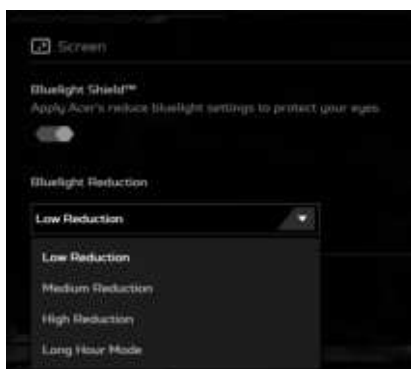 Screen
Bluelight Shield™
Apply Acer's reduce bluelight settings to protect your eyes.
Bluelight Reduction
Low Reduction
Low Reduction
Medium Reduction
High Reduction
Long Hour Mode